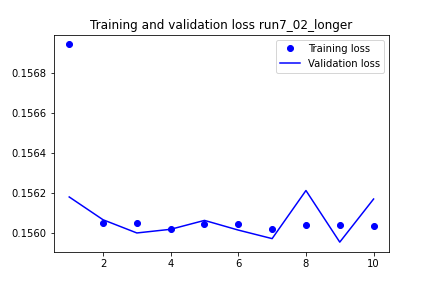 Training and validation loss run7_02_longer
Training loss
Validation loss
0.1568
0.1566
0.1564
0.1562
0.1560
2 4 6 8 10